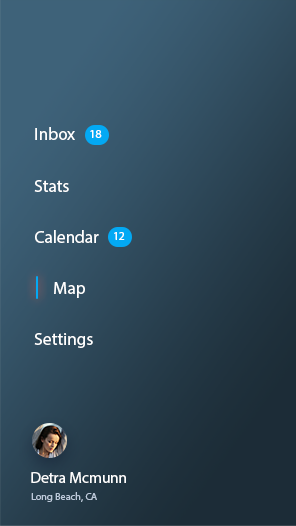 Inbox 18
Stats
Calendar 12
Map
Settings
Detra Mcmunn
Long Beach, CA